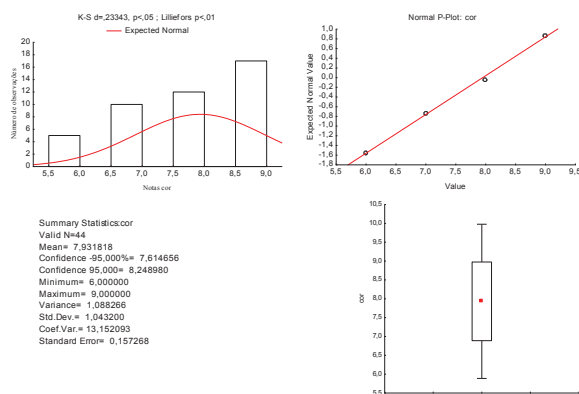 K-S d=,23343, p<,05 ; Lilliefors p<,01
Expected Normal
Número de observações
20
18
16
14
12
10
8
6
4
2
0
5,5 6,0 6,5 7,0 7,5 8,0 8,5 9,0
Notas cor
Normal P-Plot: cor
Expected Normal Value
1,0
0,8
0,6
0,4
0,2
0,0
-0,2
-0,4
-0,6
-0,8
-1,0
-1,2
-1,4
-1,6
-1,8
5,5 6,0 6,5 7,0 7,5 8,0 8,5 9,0 9,5
Value
Summary Statistics:cor
Valid N=44
Mean= 7,931818
Confidence -95,000%= 7,614656
Confidence 95,000= 8,248980
Minimum= 6,000000
Maximum= 9,000000
Variance= 1,088266
Std.Dev.= 1,043200
Coef.Var.= 13,152093
Standard Error= 0,157268
cor
10,5
10,0
9,5
9,0
8,5
8,0
7,5
7,0
6,5
6,0
5,5